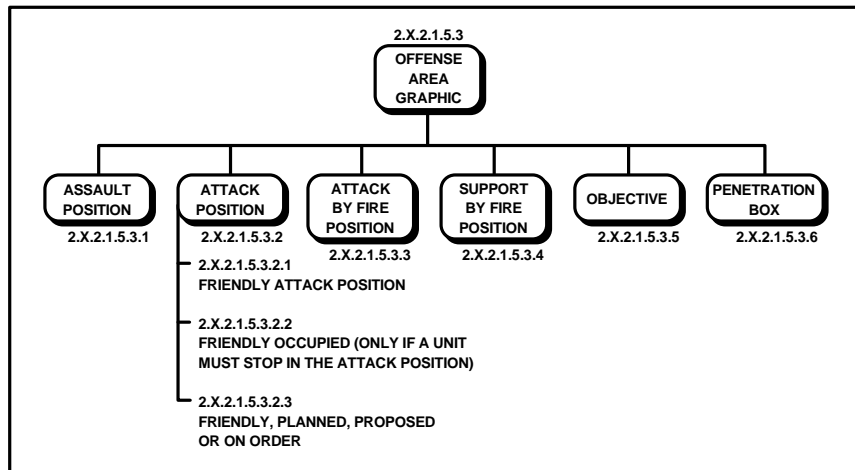 2.X.2.1.5.3
OFFENSE
AREA
GRAPHIC
ASSAULT
POSITION
2.X.2.1.5.3.1
ATTACK
POSITION
2.X.2.1.5.3.2
2.X.2.1.5.3.2.1
FRIENDLY ATTACK POSITION
2.X.2.1.5.3.2.2
FRIENDLY OCCUPIED (ONLY IF A UNIT
MUST STOP IN THE ATTACK POSITION)
2.X.2.1.5.3.2.3
FRIENDLY, PLANNED, PROPOSED
OR ON ORDER
ATTACK
BY FIRE
POSITION
2.X.2.1.5.3.3
SUPPORT
BY FIRE
POSITION
2.X.2.1.5.3.4
OBJECTIVE
2.X.2.1.5.3.5
PENETRATION
BOX
2.X.2.1.5.3.6